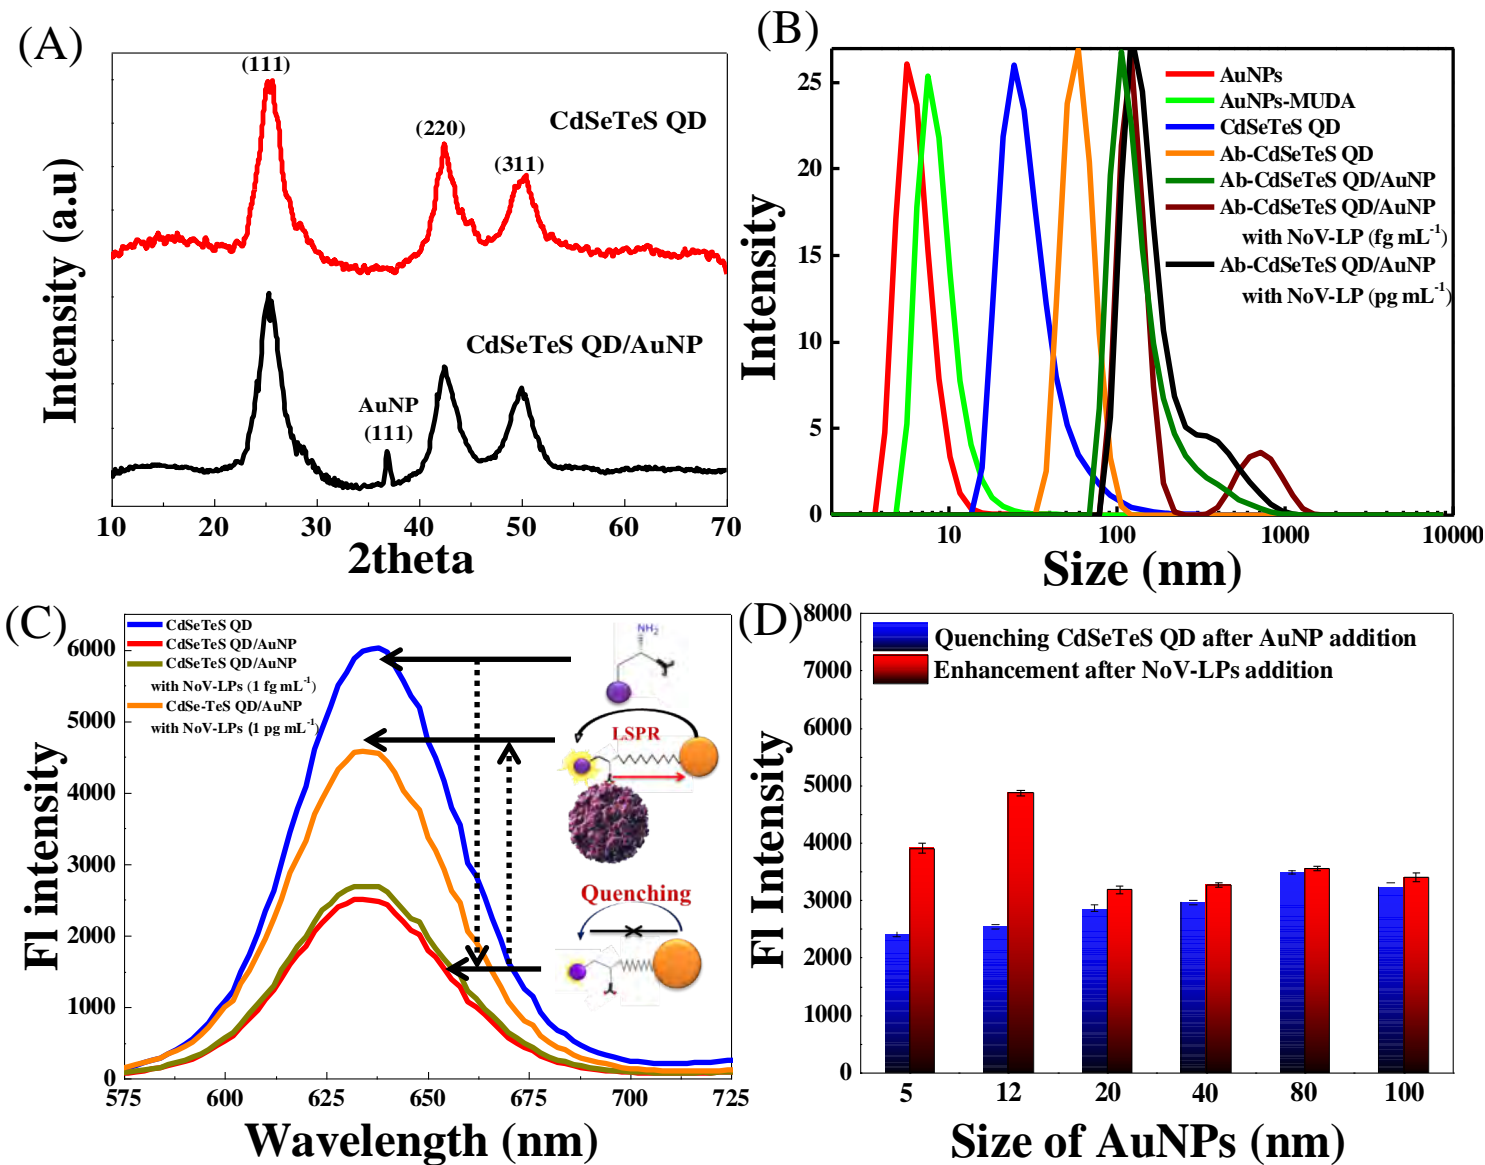 (A)
(111)
CdSeTeS QD
(220)
(311)
CdSeTeS QD/AuNP
AuNP
(111)
Intensity (a.u)
10 20 30 40 50 60 70
2theta
(B)
AuNPs
AuNPs-MUDA
CdSeTeS QD
Ab-CdSeTeS QD
Ab-CdSeTeS QD/AuNP
Ab-CdSeTeS QD/AuNP
with NoV-LP (fg mL⁻¹)
Ab-CdSeTeS QD/AuNP
with NoV-LP (pg mL⁻¹)
Intensity
25
20
15
10
5
0
10 100 1000 10000
Size (nm)
(C)
CdSeTeS QD
CdSeTeS QD/AuNP
CdSeTeS QD/AuNP
with NoV-LPs (1 fg mL⁻¹)
CdSe-TeS QD/AuNP
with NoV-LPs (1 pg mL⁻¹)
NH₂
LSPR
Quenching
Fl intensity
6000
5000
4000
3000
2000
1000
0
575 600 625 650 675 700 725
Wavelength (nm)
(D)
Quenching CdSeTeS QD after AuNP addition
Enhancement after NoV-LPs addition
Fl Intensity
8000
7000
6000
5000
4000
3000
2000
1000
0
5 12 20 40 80 100
Size of AuNPs (nm)